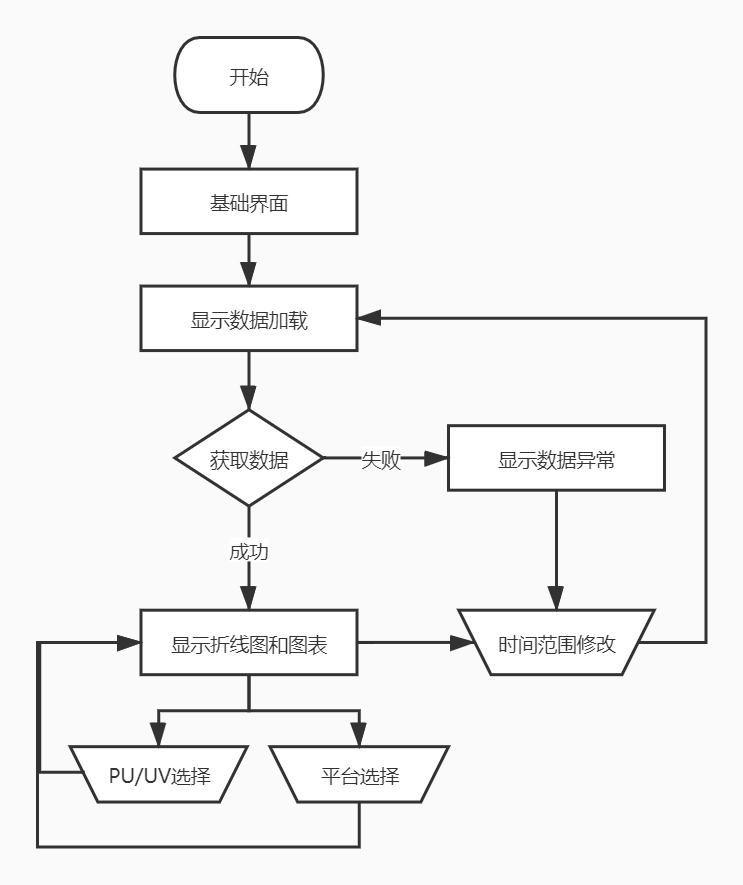 开始
基础界面
显示数据加载
获取数据
失败
显示数据异常
成功
显示折线图和图表
时间范围修改
PU/UV选择
平台选择